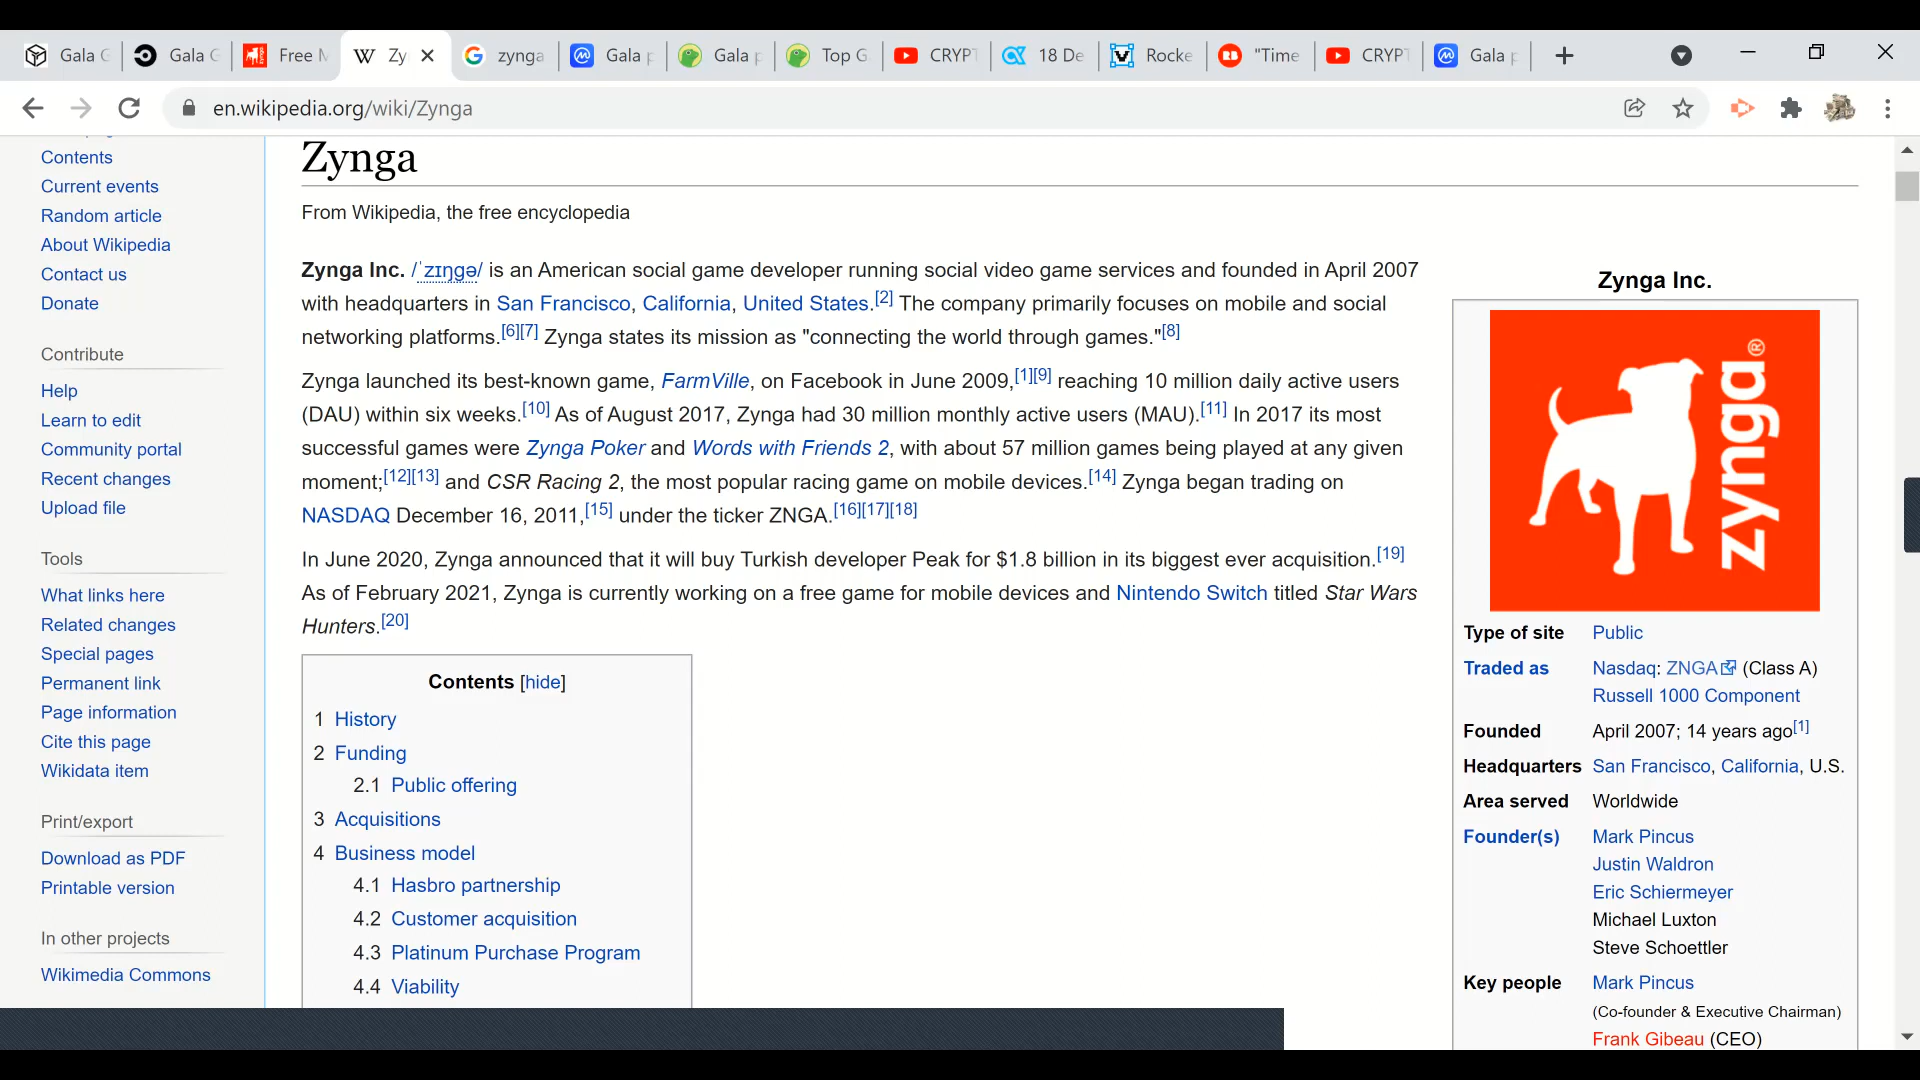 Gala G
Gala G
Free M
Zy
zynga
Gala p
Gala p
Top G
CRYPT
18 De
Rocke
"Time
CRYPT
Gala p
en.wikipedia.org/wiki/Zynga
Contents
Current events
Random article
About Wikipedia
Contact us
Donate
Contribute
Help
Learn to edit
Community portal
Recent changes
Upload file
Tools
What links here
Related changes
Special pages
Permanent link
Page information
Cite this page
Wikidata item
Print/export
Download as PDF
Printable version
In other projects
Wikimedia Commons
Zynga
From Wikipedia, the free encyclopedia
Zynga Inc. /ˈzɪŋɡə/ is an American social game developer running social video game services and founded in April 2007
with headquarters in San Francisco, California, United States.[2] The company primarily focuses on mobile and social
networking platforms.[6][7] Zynga states its mission as "connecting the world through games."[8]
Zynga launched its best-known game, FarmVille, on Facebook in June 2009,[1][9] reaching 10 million daily active users
(DAU) within six weeks.[10] As of August 2017, Zynga had 30 million monthly active users (MAU).[11] In 2017 its most
successful games were Zynga Poker and Words with Friends 2, with about 57 million games being played at any given
moment;[12][13] and CSR Racing 2, the most popular racing game on mobile devices.[14] Zynga began trading on
NASDAQ December 16, 2011,[15] under the ticker ZNGA.[16][17][18]
In June 2020, Zynga announced that it will buy Turkish developer Peak for $1.8 billion in its biggest ever acquisition.[19]
As of February 2021, Zynga is currently working on a free game for mobile devices and Nintendo Switch titled Star Wars
Hunters.[20]
Contents [hide]
1 History
2 Funding
2.1 Public offering
3 Acquisitions
4 Business model
4.1 Hasbro partnership
4.2 Customer acquisition
4.3 Platinum Purchase Program
4.4 Viability
Zynga Inc.
zynga®
Type of site Public
Traded as Nasdaq: ZNGA (Class A)
Russell 1000 Component
Founded April 2007; 14 years ago[1]
Headquarters San Francisco, California, U.S.
Area served Worldwide
Founder(s) Mark Pincus
Justin Waldron
Eric Schiermeyer
Michael Luxton
Steve Schoettler
Key people Mark Pincus
(Co-founder & Executive Chairman)
Frank Gibeau (CEO)